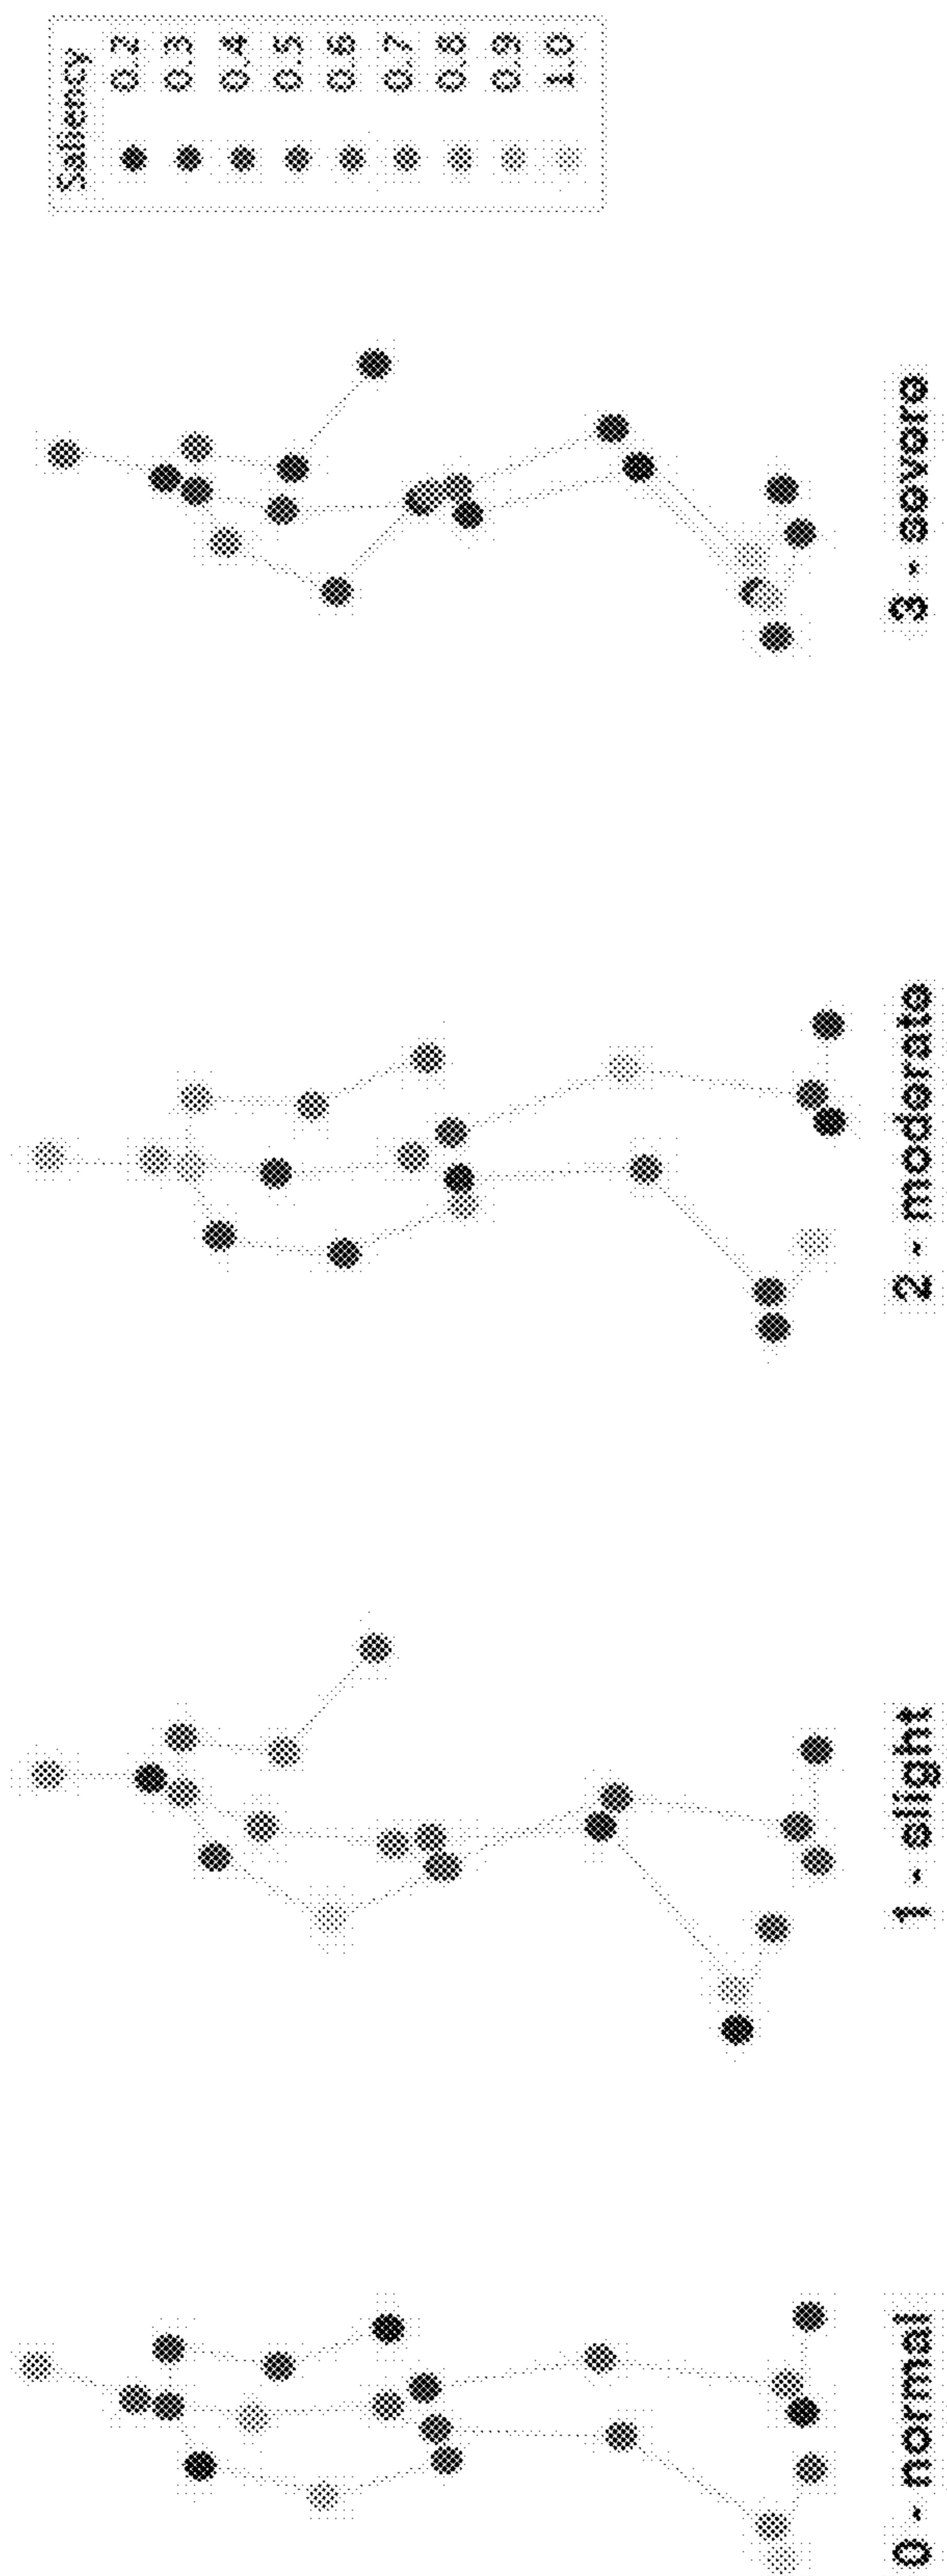 Saliency
0.2
0.3
0.4
0.5
0.6
0.7
0.8
0.9
1.0
0 - normal
1 - slight
2 - moderate
3 - severe